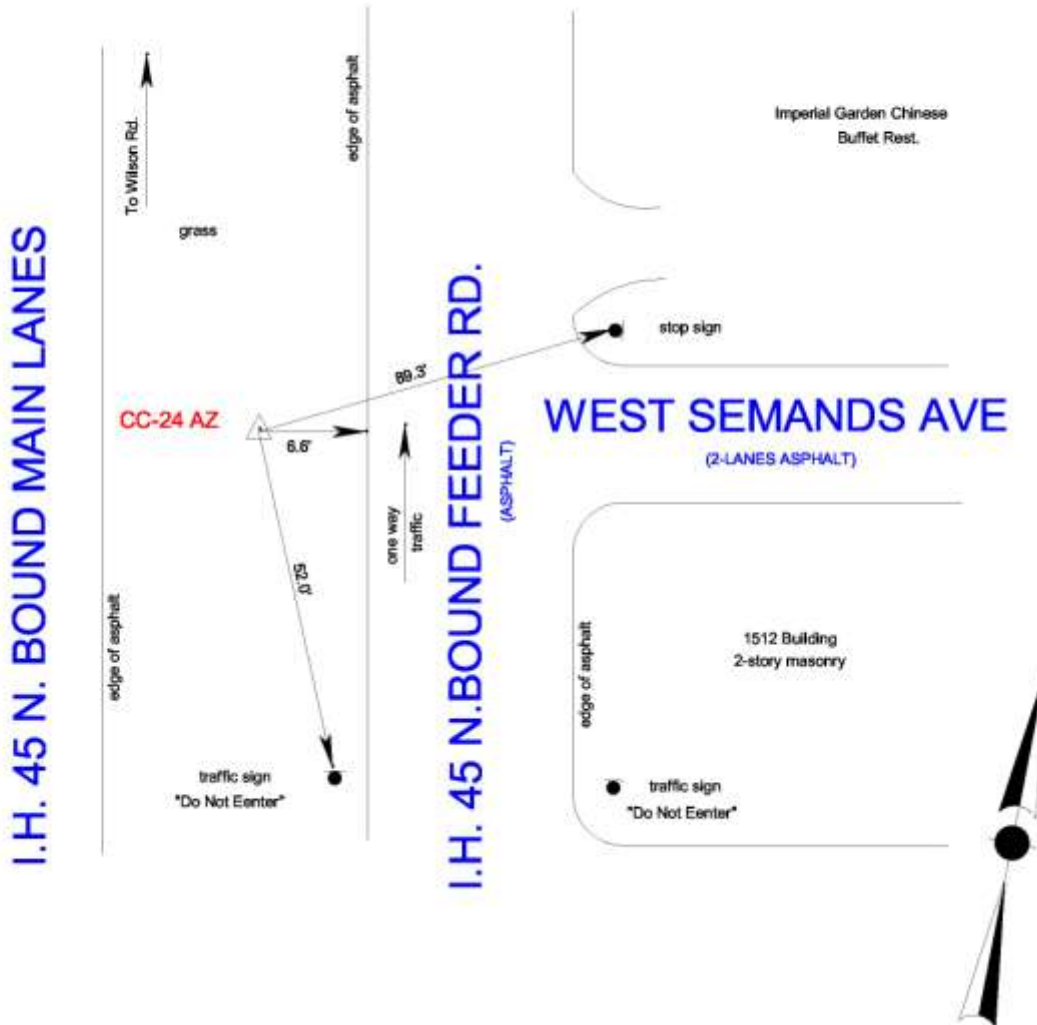 I.H. 45 N. BOUND MAIN LANES
To Wilson Rd.
edge of asphalt
Imperial Garden Chinese
Buffet Rest.
grass
stop sign
89.3'
CC-24 AZ
6.6'
I.H. 45 N.BOUND FEEDER RD.
(ASPHALT)
WEST SEMANDS AVE
(2-LANES ASPHALT)
one way
traffic
52.0'
edge of asphalt
edge of asphalt
1512 Building
2-story masonry
traffic sign
"Do Not Eenter"
traffic sign
"Do Not Eenter"